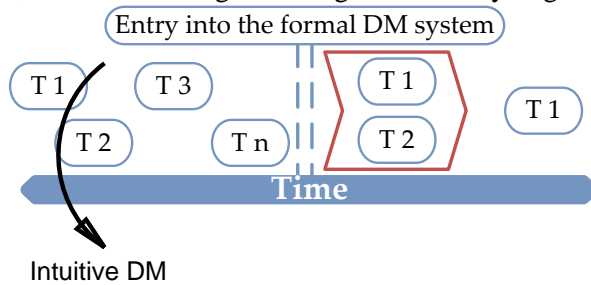 Entry into the formal DM system
T 1
T 3
T 1
T 1
T 2
T n
T 2
Time
Intuitive DM